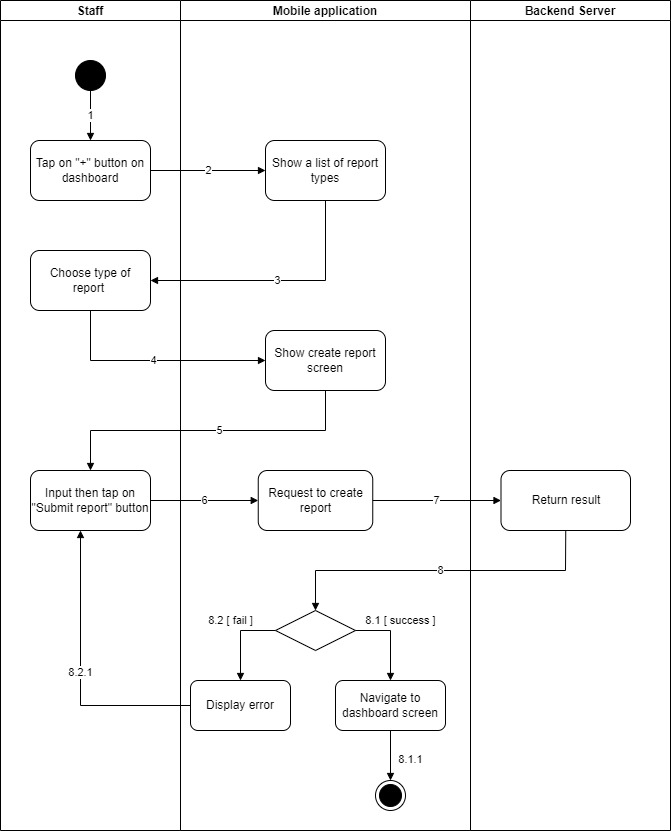 Staff
Mobile application
Backend Server
1
Tap on "+" button on
dashboard
2
Show a list of report
types
3
Choose type of
report
4
Show create report
screen
5
Input then tap on
"Submit report" button
6
Request to create
report
7
Return result
8
8.2 [ fail ]
8.1 [ success ]
8.2.1
Display error
Navigate to
dashboard screen
8.1.1